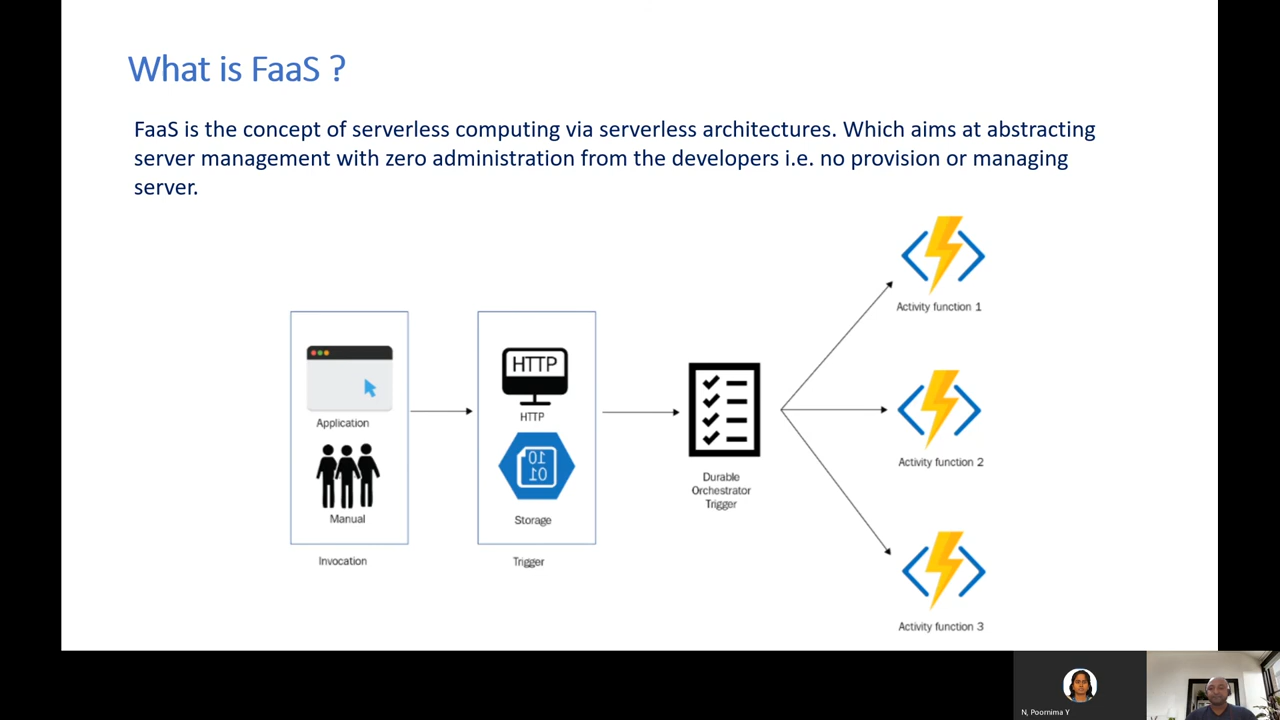 What is FaaS ?
FaaS is the concept of serverless computing via serverless architectures. Which aims at abstracting
server management with zero administration from the developers i.e. no provision or managing
server.
Application
Manual
Invocation
HTTP
HTTP
01
10
Storage
Trigger
Durable
Orchestrator
Trigger
Activity function 1
Activity function 2
Activity function 3
N, Poornima Y